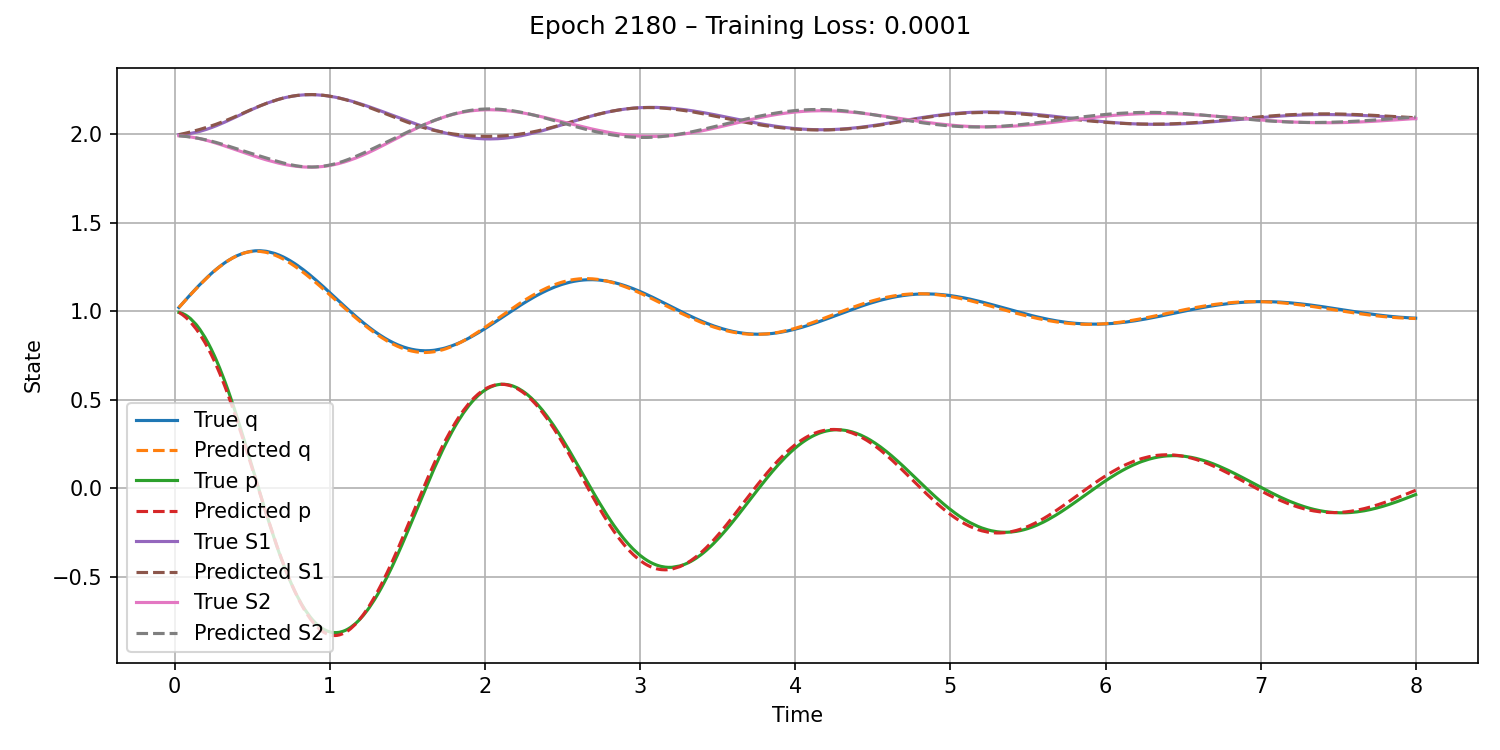 Epoch 2180 – Training Loss: 0.0001
2.0
1.5
1.0
0.5
0.0
−0.5
State
True q
Predicted q
True p
Predicted p
True S1
Predicted S1
True S2
Predicted S2
0 1 2 3 4 5 6 7 8
Time